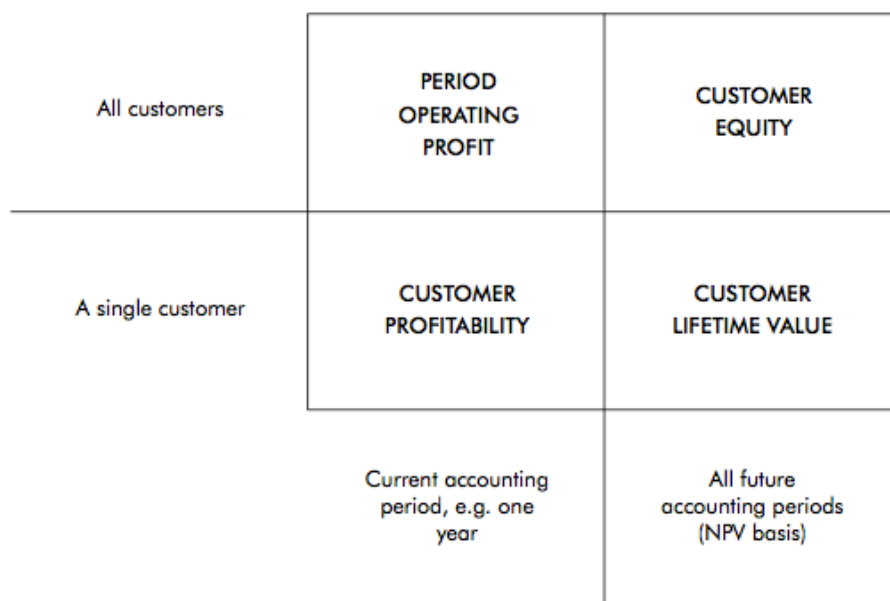 All customers
PERIOD
OPERATING
PROFIT
CUSTOMER
EQUITY
A single customer
CUSTOMER
PROFITABILITY
CUSTOMER
LIFETIME VALUE
Current accounting
period, e.g. one
year
All future
accounting periods
(NPV basis)